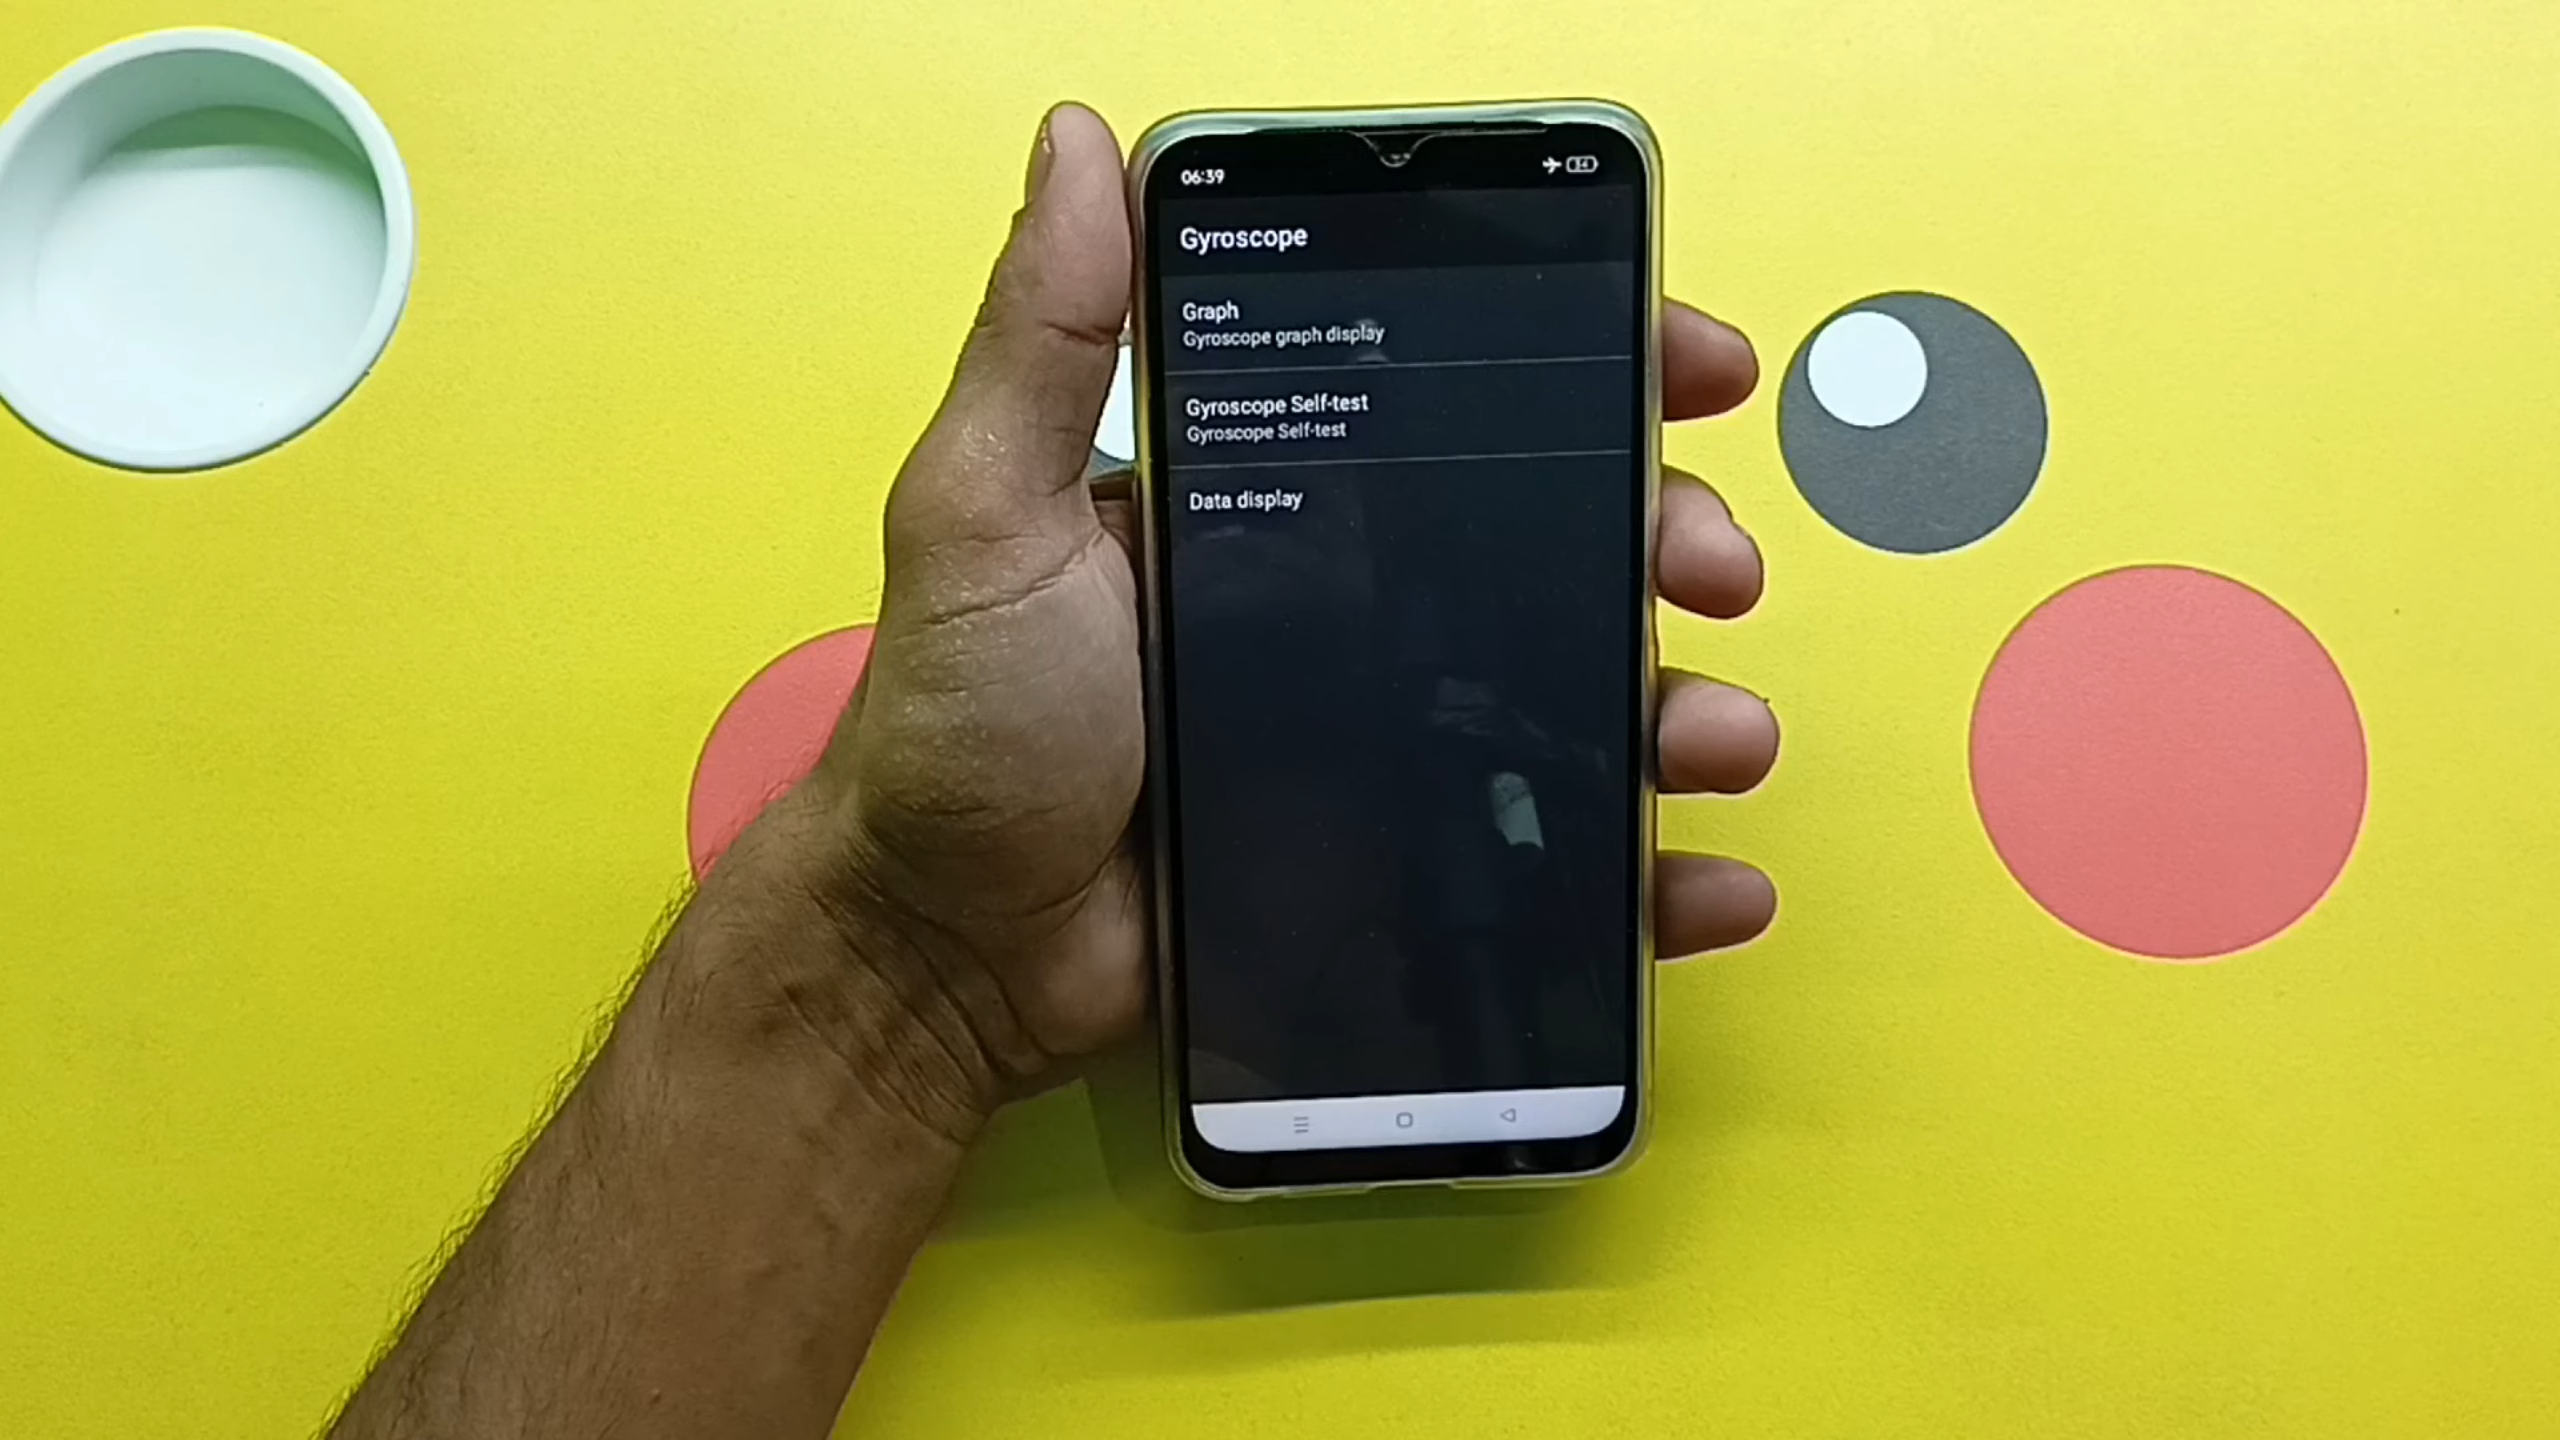 06:39
Gyroscope
Graph
Gyroscope graph display
Gyroscope Self-test
Gyroscope Self-test
Data display